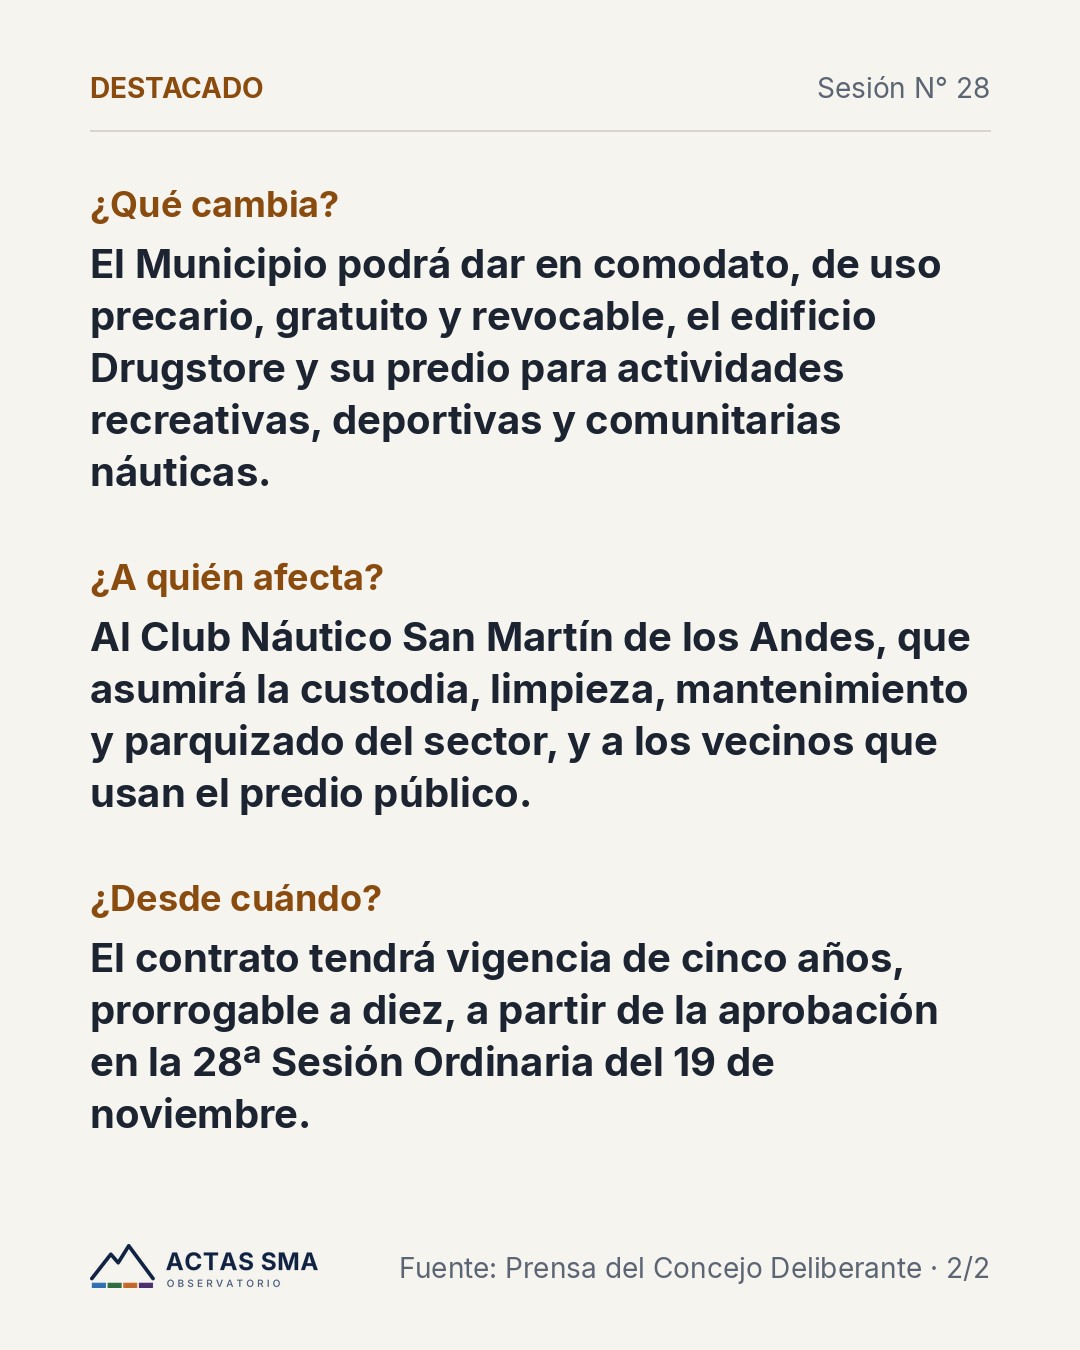 DESTACADO
Sesión N° 28
¿Qué cambia?
El Municipio podrá dar en comodato, de uso
precario, gratuito y revocable, el edificio
Drugstore y su predio para actividades
recreativas, deportivas y comunitarias
náuticas.
¿A quién afecta?
Al Club Náutico San Martín de los Andes, que
asumirá la custodia, limpieza, mantenimiento
y parquizado del sector, y a los vecinos que
usan el predio público.
¿Desde cuándo?
El contrato tendrá vigencia de cinco años,
prorrogable a diez, a partir de la aprobación
en la 28ª Sesión Ordinaria del 19 de
noviembre.
ACTAS SMA
OBSERVATORIO
Fuente: Prensa del Concejo Deliberante · 2/2